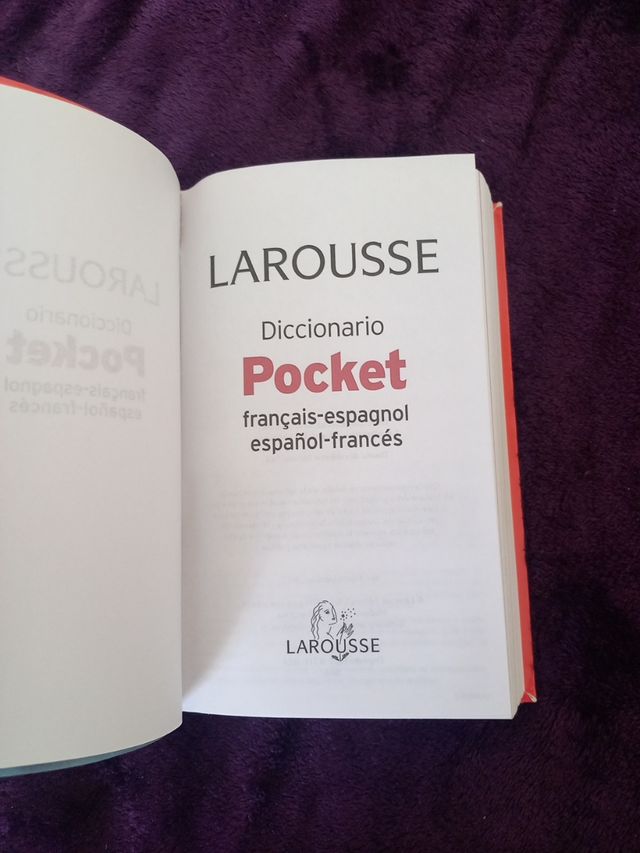 LAROUSSE
Diccionario
Pocket
français-espagnol
español-francés
LAROUSSE